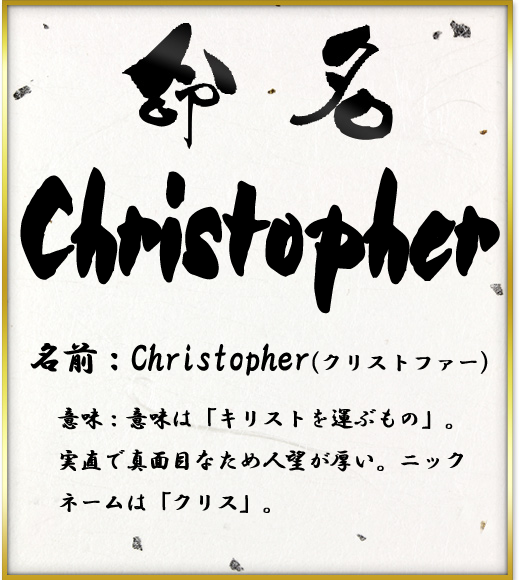 命名
Christopher
名前：Christopher(クリストファー)
意味：意味は「キリストを運ぶもの」。
実直で真面目なため人望が厚い。ニック
ネームは「クリス」。